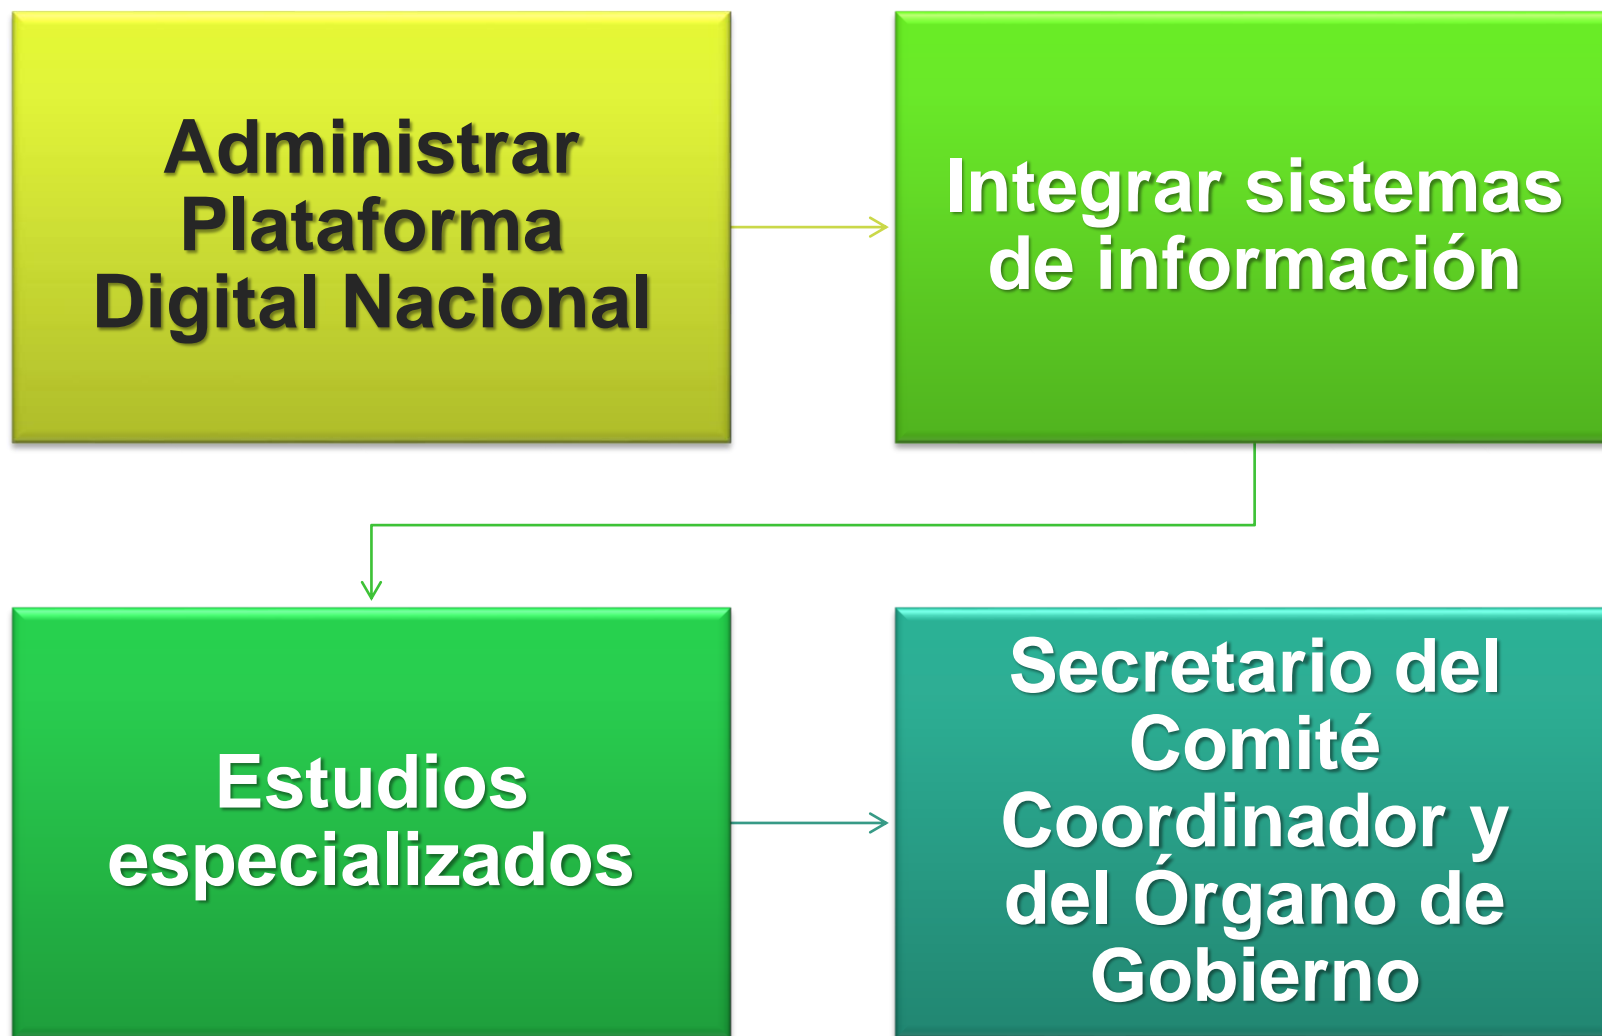 Administrar
Plataforma
Digital Nacional
Integrar sistemas
de información
Estudios
especializados
Secretario del
Comité
Coordinador y
del Órgano de
Gobierno